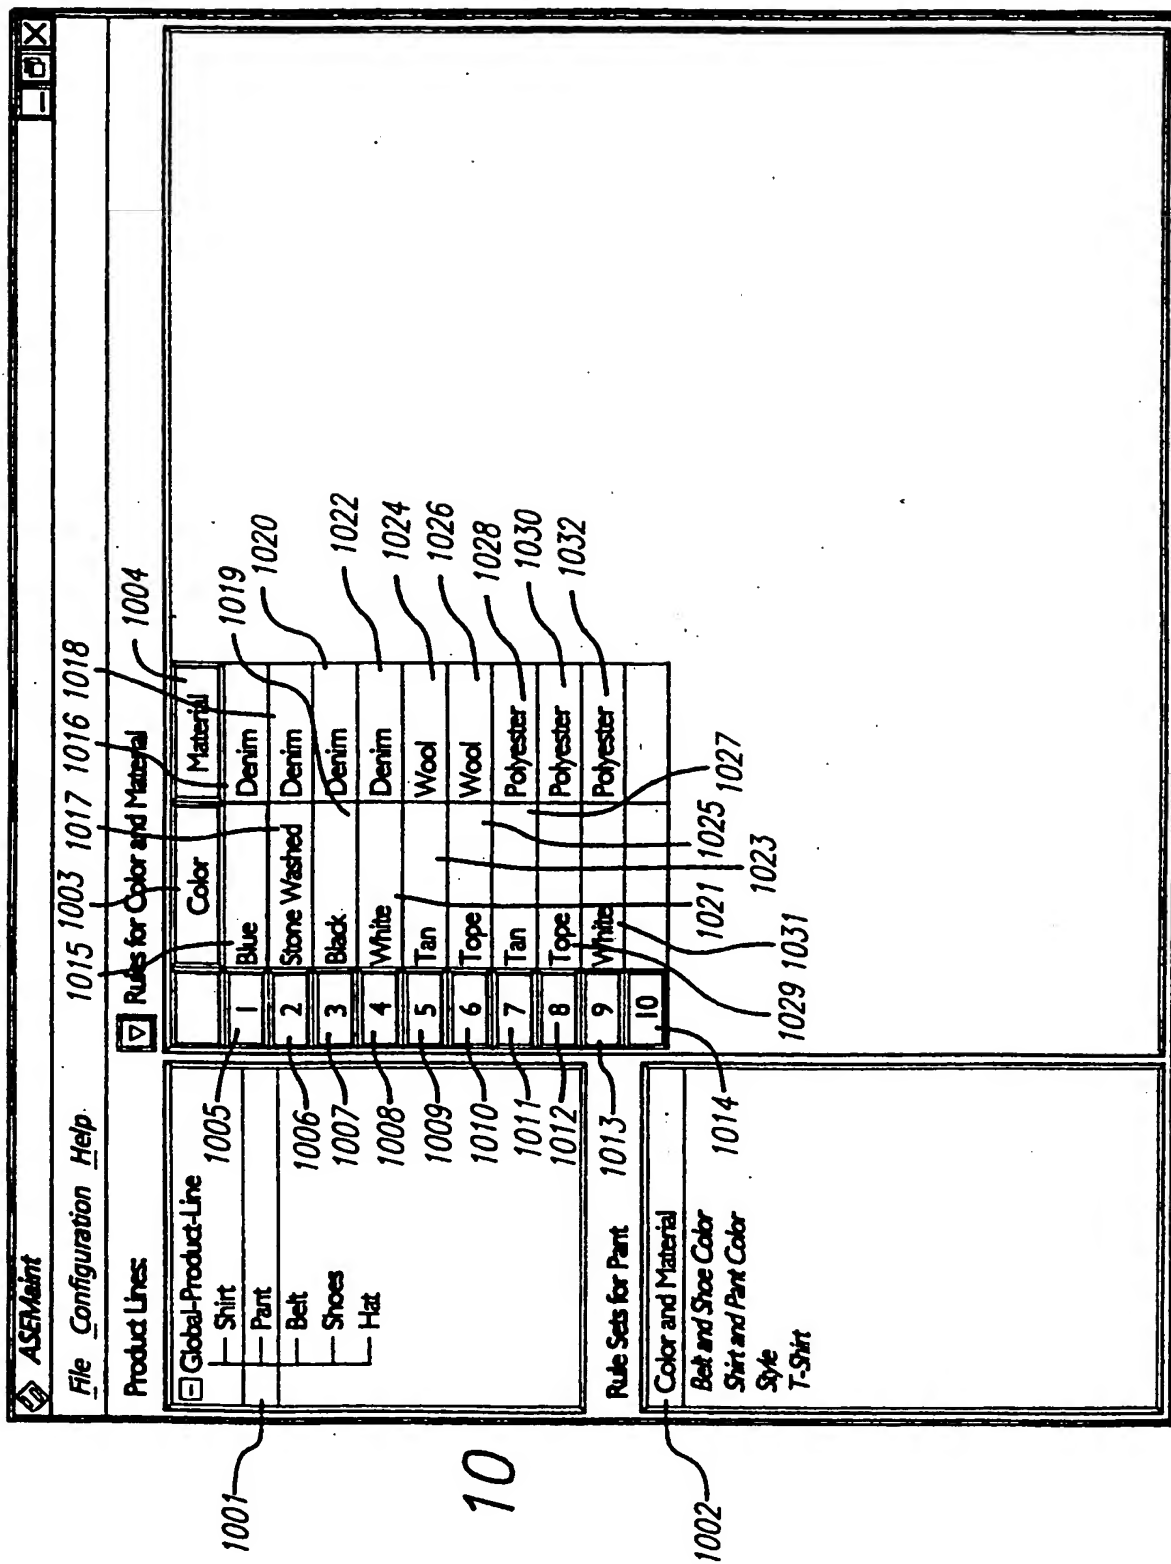 ASEMaint
File Configuration Help
Product Lines:
Global-Product-Line
Shirt
Pant
Belt
Shoes
Hat
Rule Sets for Pant
Color and Material
Belt and Shoe Color
Shirt and Pant Color
Style
T-Shirt
Rules for Color and Material
Color Material
1 Blue Denim
2 Stone Washed Denim
3 Black Denim
4 White Denim
5 Tan Wool
6 Tope Wool
7 Tan Polyester
8 Tope Polyester
9 White Polyester
10
1001
1002
1003
1004
1005
1006
1007
1008
1009
1010
1011
1012
1013
1014
1015
1016
1017
1018
1019
1020
1021
1022
1023
1024
1025
1026
1027
1028
1029
1030
1031
1032
10